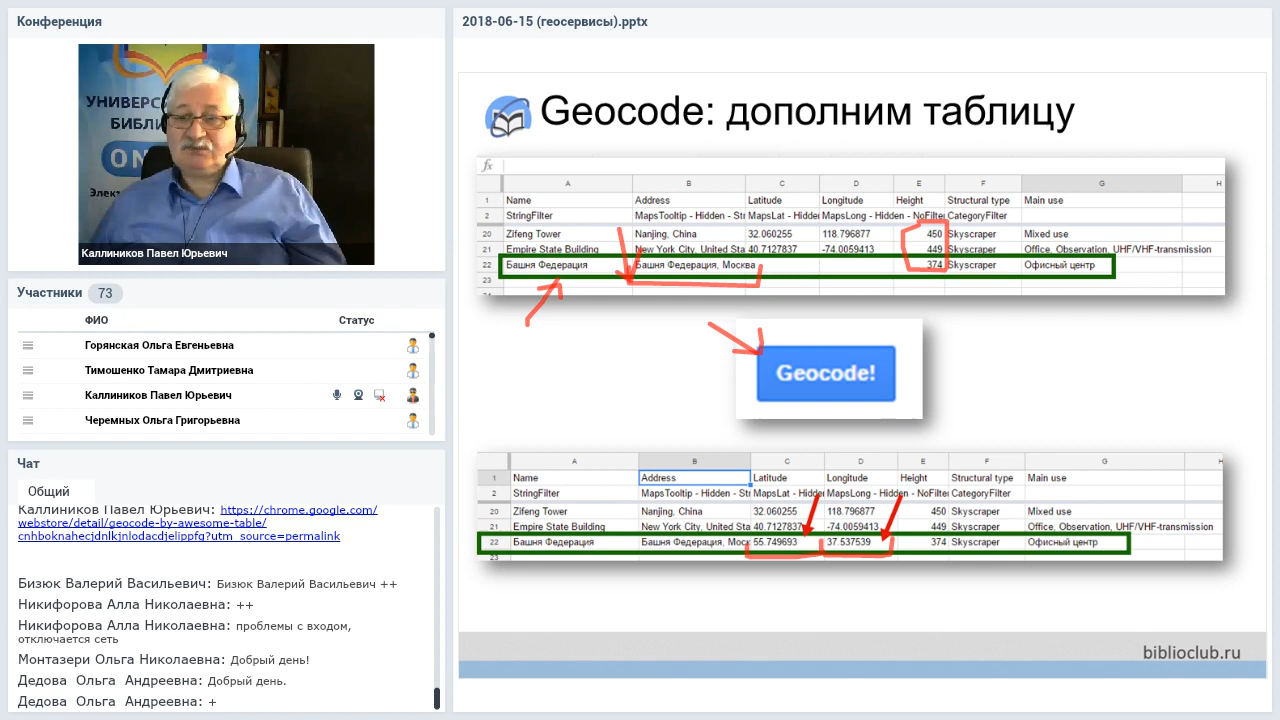 Конференция
УНИВЕРС
БИБЛИ
ON
Элект
Каллиников Павел Юрьевич
Участники 73
ФИО Статус
Горянская Ольга Евгеньевна
Тимошенко Тамара Дмитриевна
Каллиников Павел Юрьевич
Черемных Ольга Григорьевна
Чат
Общий
Каллиников Павел Юрьевич: https://chrome.google.com/
webstore/detail/geocode-by-awesome-table/
cnhboknahecjdnlkjnlodacdjelippfg?utm_source=permalink
Бизюк Валерий Васильевич: Бизюк Валерий Васильевич ++
Никифорова Алла Николаевна: ++
Никифорова Алла Николаевна: проблемы с входом,
отключается сеть
Монтазери Ольга Николаевна: Добрый день!
Дедова Ольга Андреевна: Добрый день.
Дедова Ольга Андреевна: +
2018-06-15 (геосервисы).pptx
Geocode: дополним таблицу
fx
A B C D E F G H
1 Name Address Latitude Longitude Height Structural type Main use
2 StringFilter MapsTooltip - Hidden - Str MapsLat - Hidden MapsLong - Hidden - NoFilter CategoryFilter
20 Zifeng Tower Nanjing, China 32.060255 118.796877 450 Skyscraper Mixed use
21 Empire State Building New York City, United Sta 40.7127837 -74.0059413 449 Skyscraper Office, Observation, UHF/VHF-transmission
22 Башня Федерация Башня Федерация, Москва 374 Skyscraper Офисный центр
23
Geocode!
A B C D E F G H
1 Name Address Latitude Longitude Height Structural type Main use
2 StringFilter MapsTooltip - Hidden - Str MapsLat - Hidden MapsLong - Hidden - NoFilter CategoryFilter
20 Zifeng Tower Nanjing, China 32.060255 118.796877 450 Skyscraper Mixed use
21 Empire State Building New York City, United Sta 40.7127837 -74.0059413 449 Skyscraper Office, Observation, UHF/VHF-transmission
22 Башня Федерация Башня Федерация, Моск 55.749693 37.537539 374 Skyscraper Офисный центр
23
biblioclub.ru